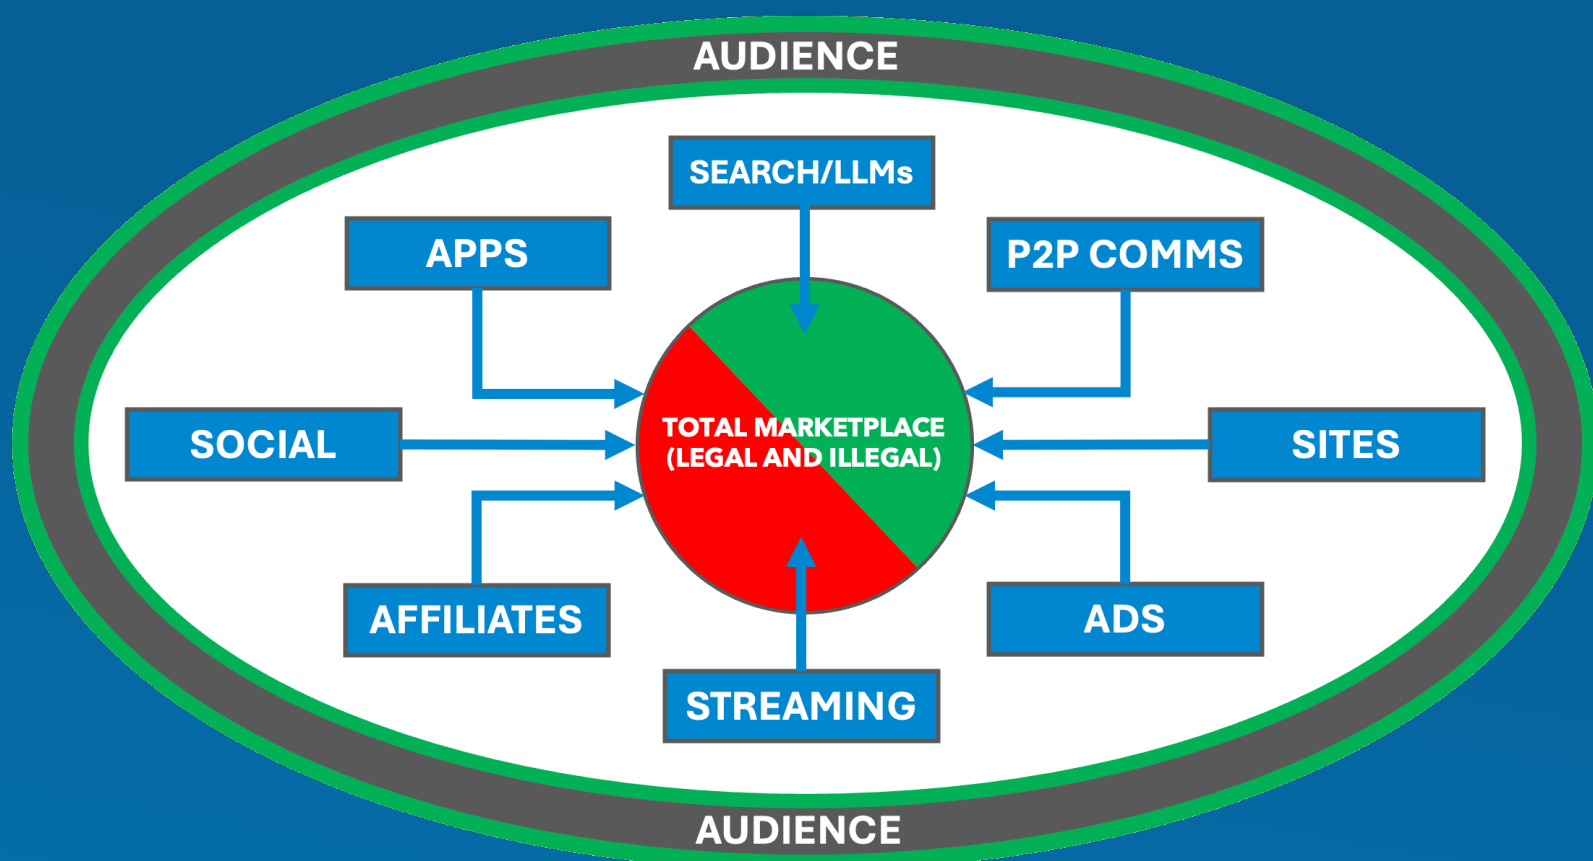 AUDIENCE
SEARCH/LLMs
APPS
P2P COMMS
TOTAL MARKETPLACE
(LEGAL AND ILLEGAL)
SOCIAL
SITES
AFFILIATES
ADS
STREAMING
AUDIENCE